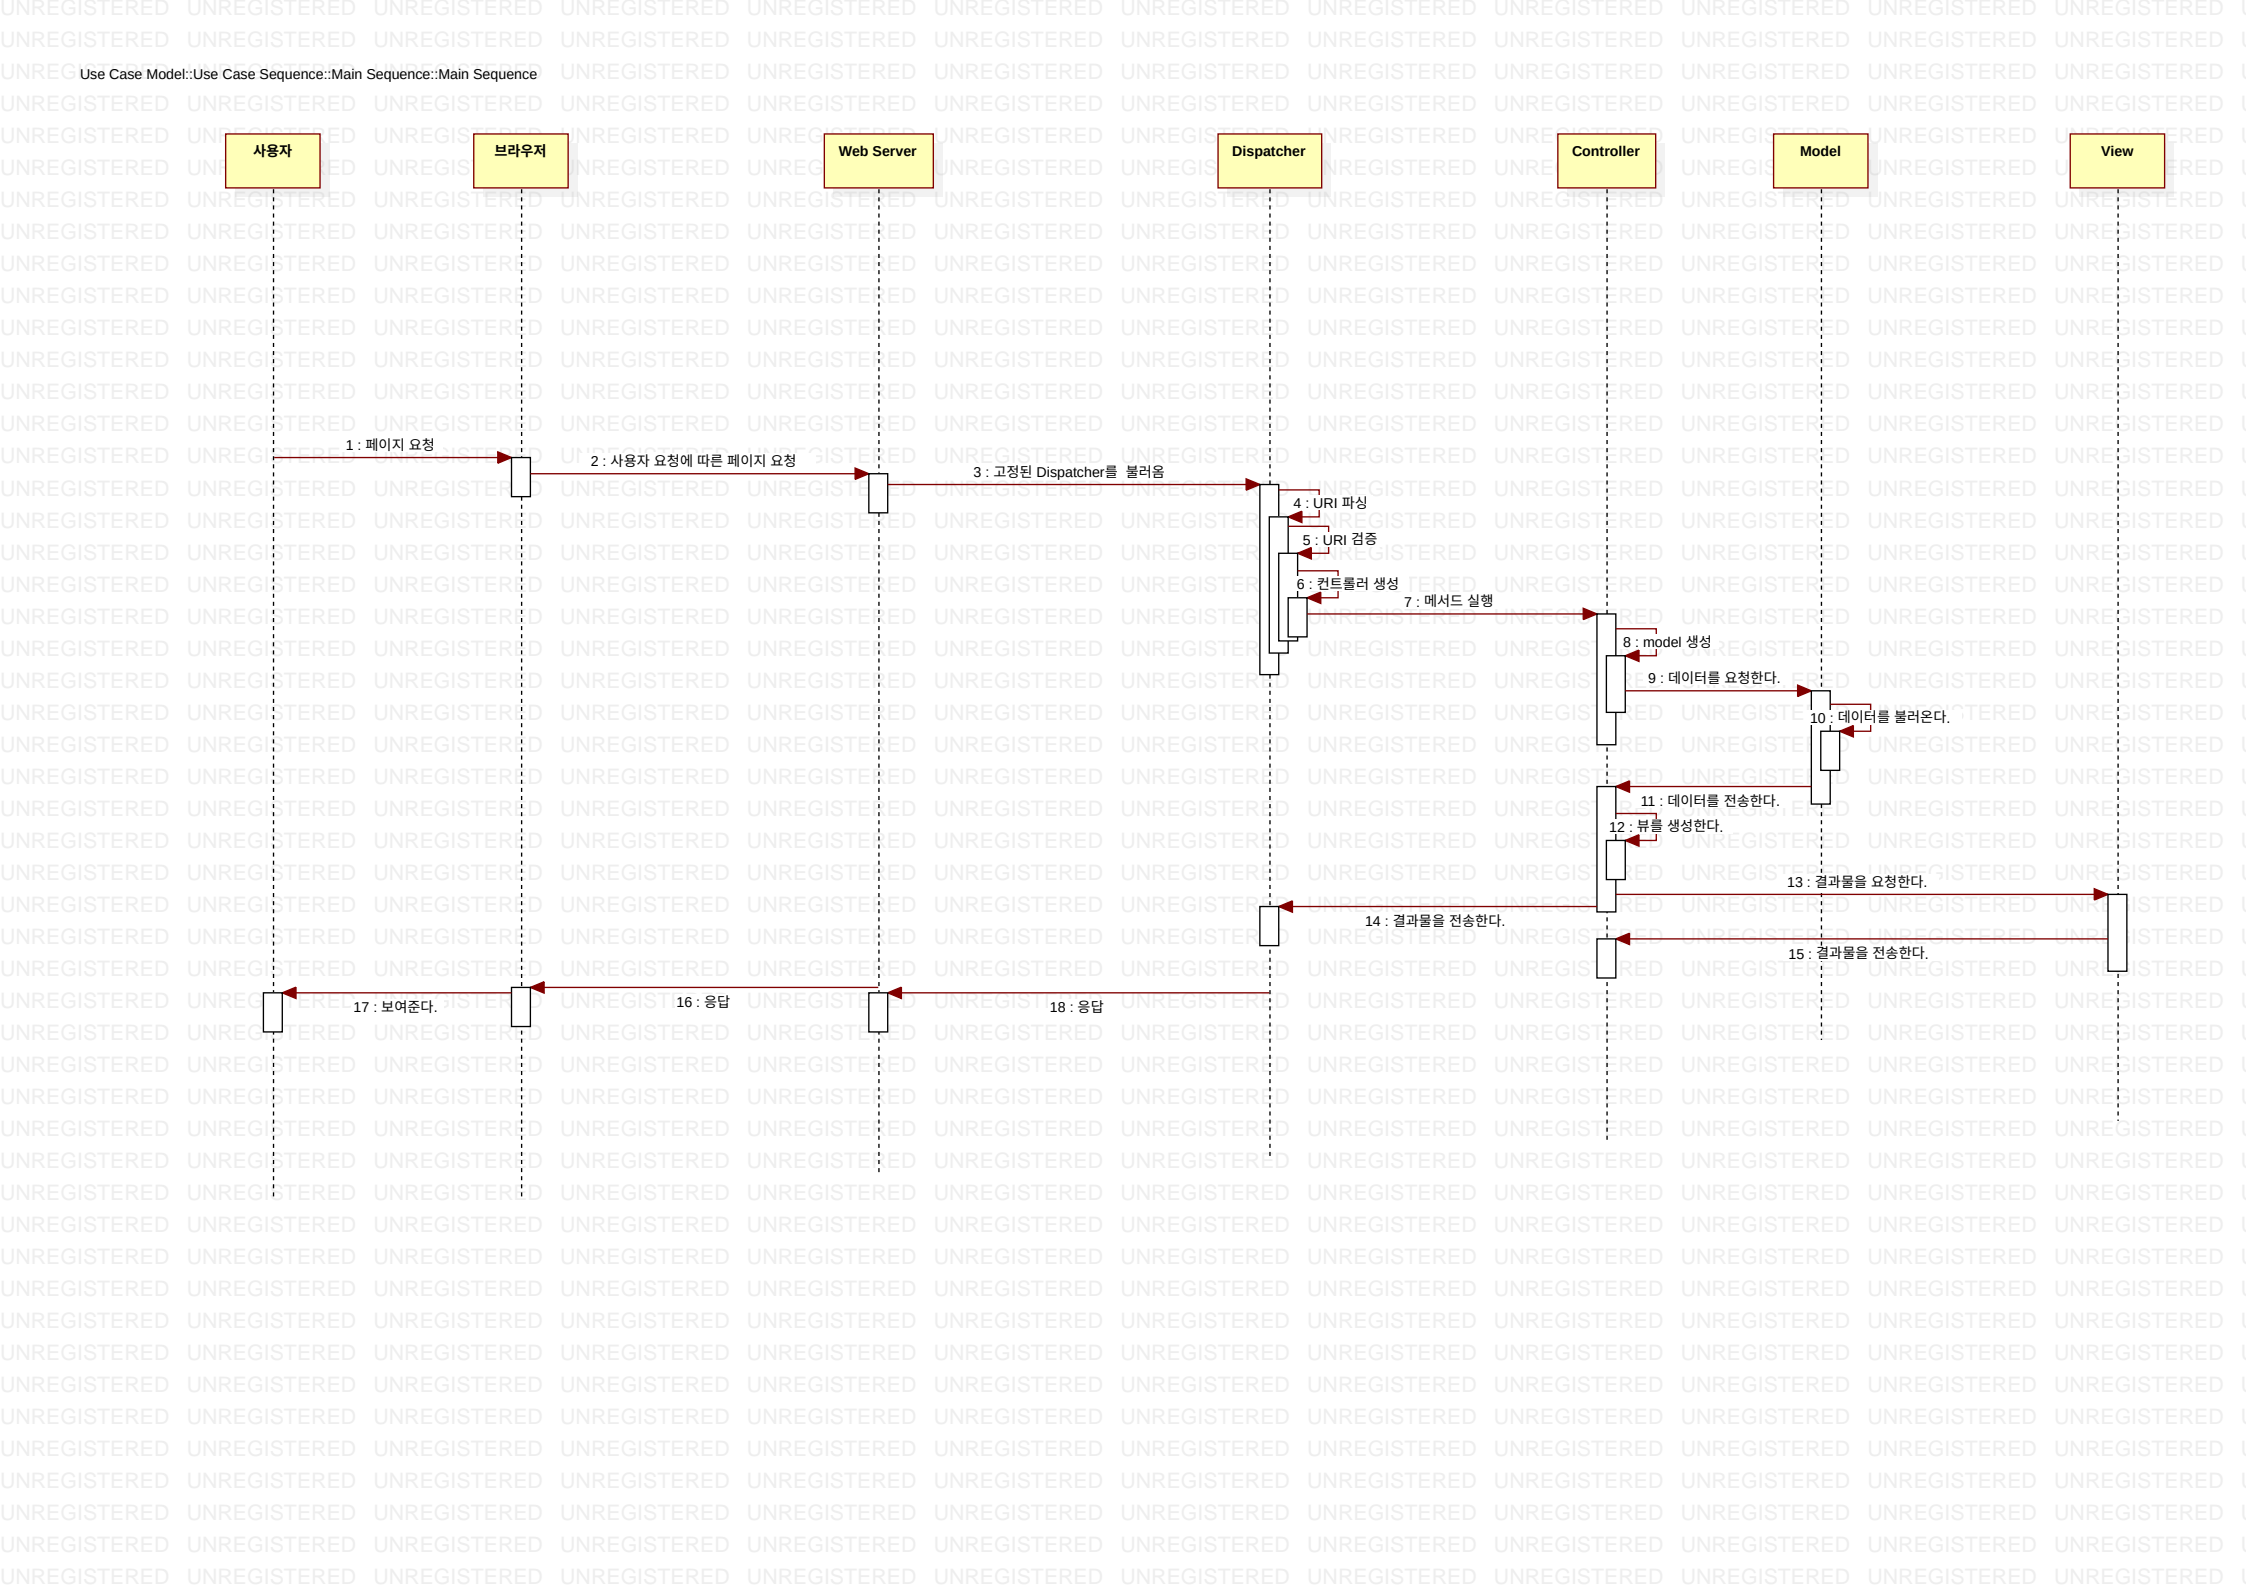 Use Case Model::Use Case Sequence::Main Sequence::Main Sequence
사용자
브라우저
Web Server
Dispatcher
Controller
Model
View
1 : 페이지 요청
2 : 사용자 요청에 따른 페이지 요청
3 : 고정된 Dispatcher를  불러옴
4 : URI 파싱
5 : URI 검증
6 : 컨트롤러 생성
7 : 메서드 실행
8 : model 생성
9 : 데이터를 요청한다.
10 : 데이터를 불러온다.
11 : 데이터를 전송한다.
12 : 뷰를 생성한다.
13 : 결과물을 요청한다.
14 : 결과물을 전송한다.
15 : 결과물을 전송한다.
16 : 응답
17 : 보여준다.
18 : 응답
UNREGISTERED